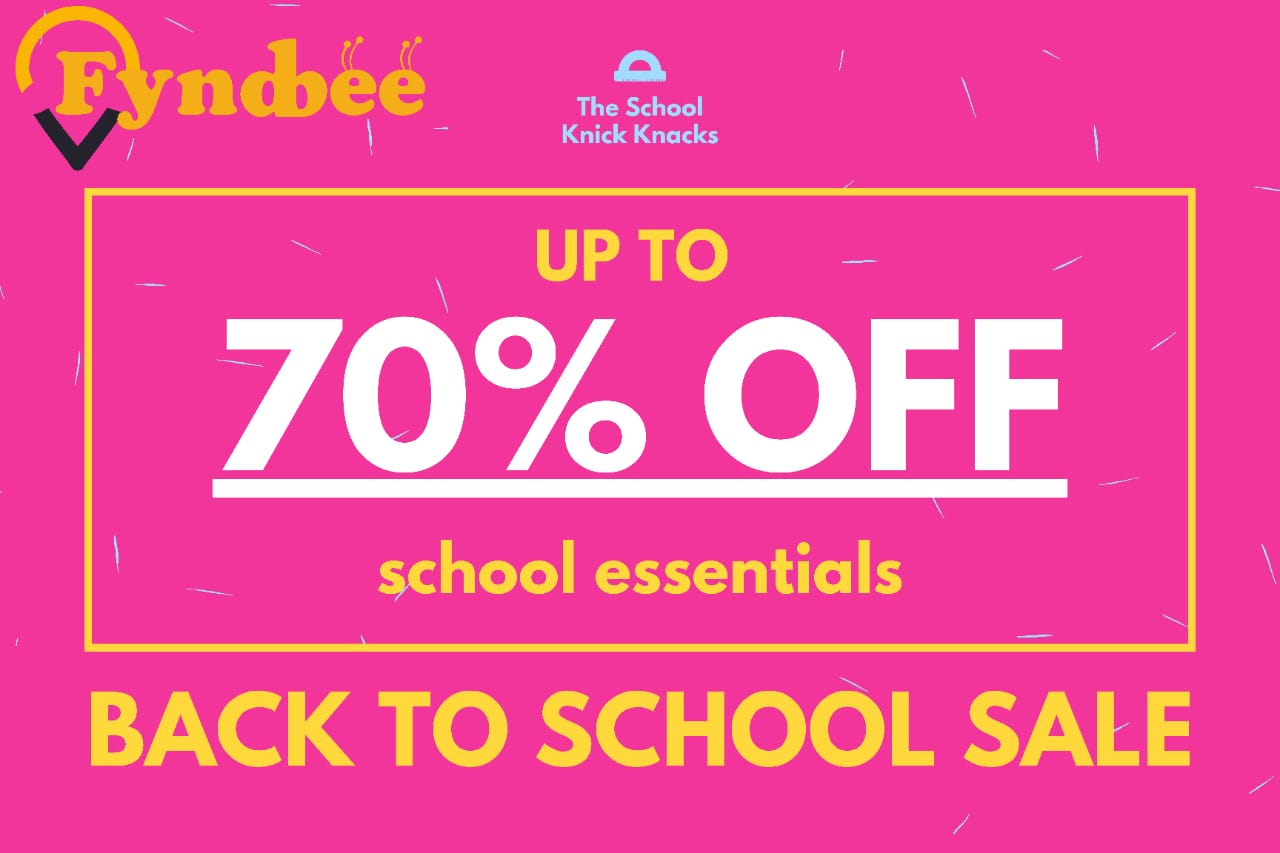 Fyndbee
The School
Knick Knacks
UP TO
70% OFF
school essentials
BACK TO SCHOOL SALE